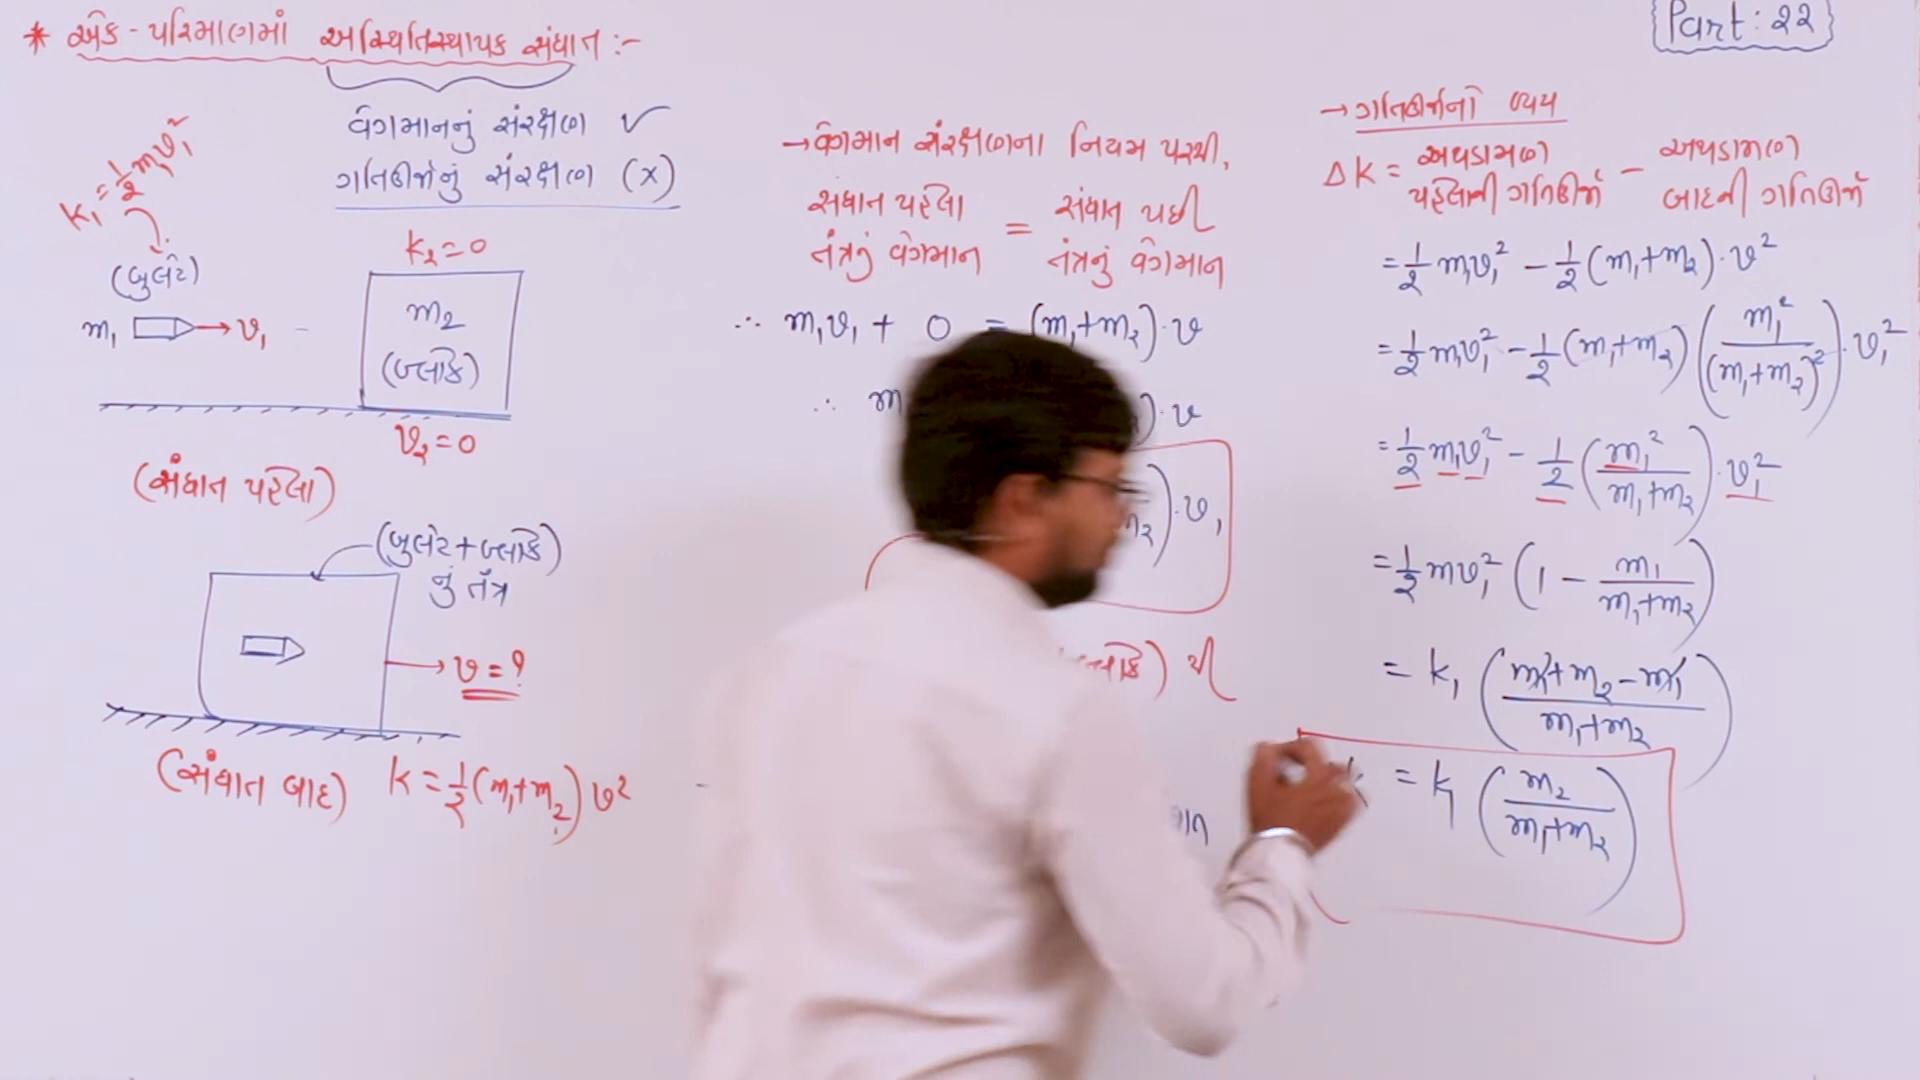 * એક - પરિમાણમાં અસ્થિતિસ્થાપક સંઘાત :-
વેગમાનનું સંરક્ષણ ✓
ગતિઊર્જાનું સંરક્ષણ (x)
K₁ = 1/2 m₁v₁²
(બુલેટ)
m₁ → v₁
K₂ = 0
m₂
(બ્લોક)
v₂ = 0
(સંઘાત પહેલા)
(બુલેટ + બ્લોક)
નું તંત્ર
→ v = ?
(સંઘાત બાદ) K = 1/2 (m₁+m₂) v²
→ વેગમાન સંરક્ષણના નિયમ પરથી,
સંઘાત પહેલા તંત્રનું વેગમાન = સંઘાત પછી તંત્રનું વેગમાન
∴ m₁v₁ + 0 = (m₁+m₂)·v
∴ m )·v
)·v₁
) થી
Part : 22
→ ગતિઊર્જાનો વ્યય
ΔK = અથડામણ પહેલાની ગતિઊર્જા - અથડામણ બાદની ગતિઊર્જા
= 1/2 m₁v₁² - 1/2 (m₁+m₂)·v²
= 1/2 m₁v₁² - 1/2 (m₁+m₂) (m₁²/(m₁+m₂)²)·v₁²
= 1/2 m₁v₁² - 1/2 (m₁²/(m₁+m₂))·v₁²
= 1/2 mv₁² (1 - m₁/(m₁+m₂))
= K₁ ((m₁+m₂-m₁)/(m₁+m₂))
K = K₁ (m₂/(m₁+m₂))